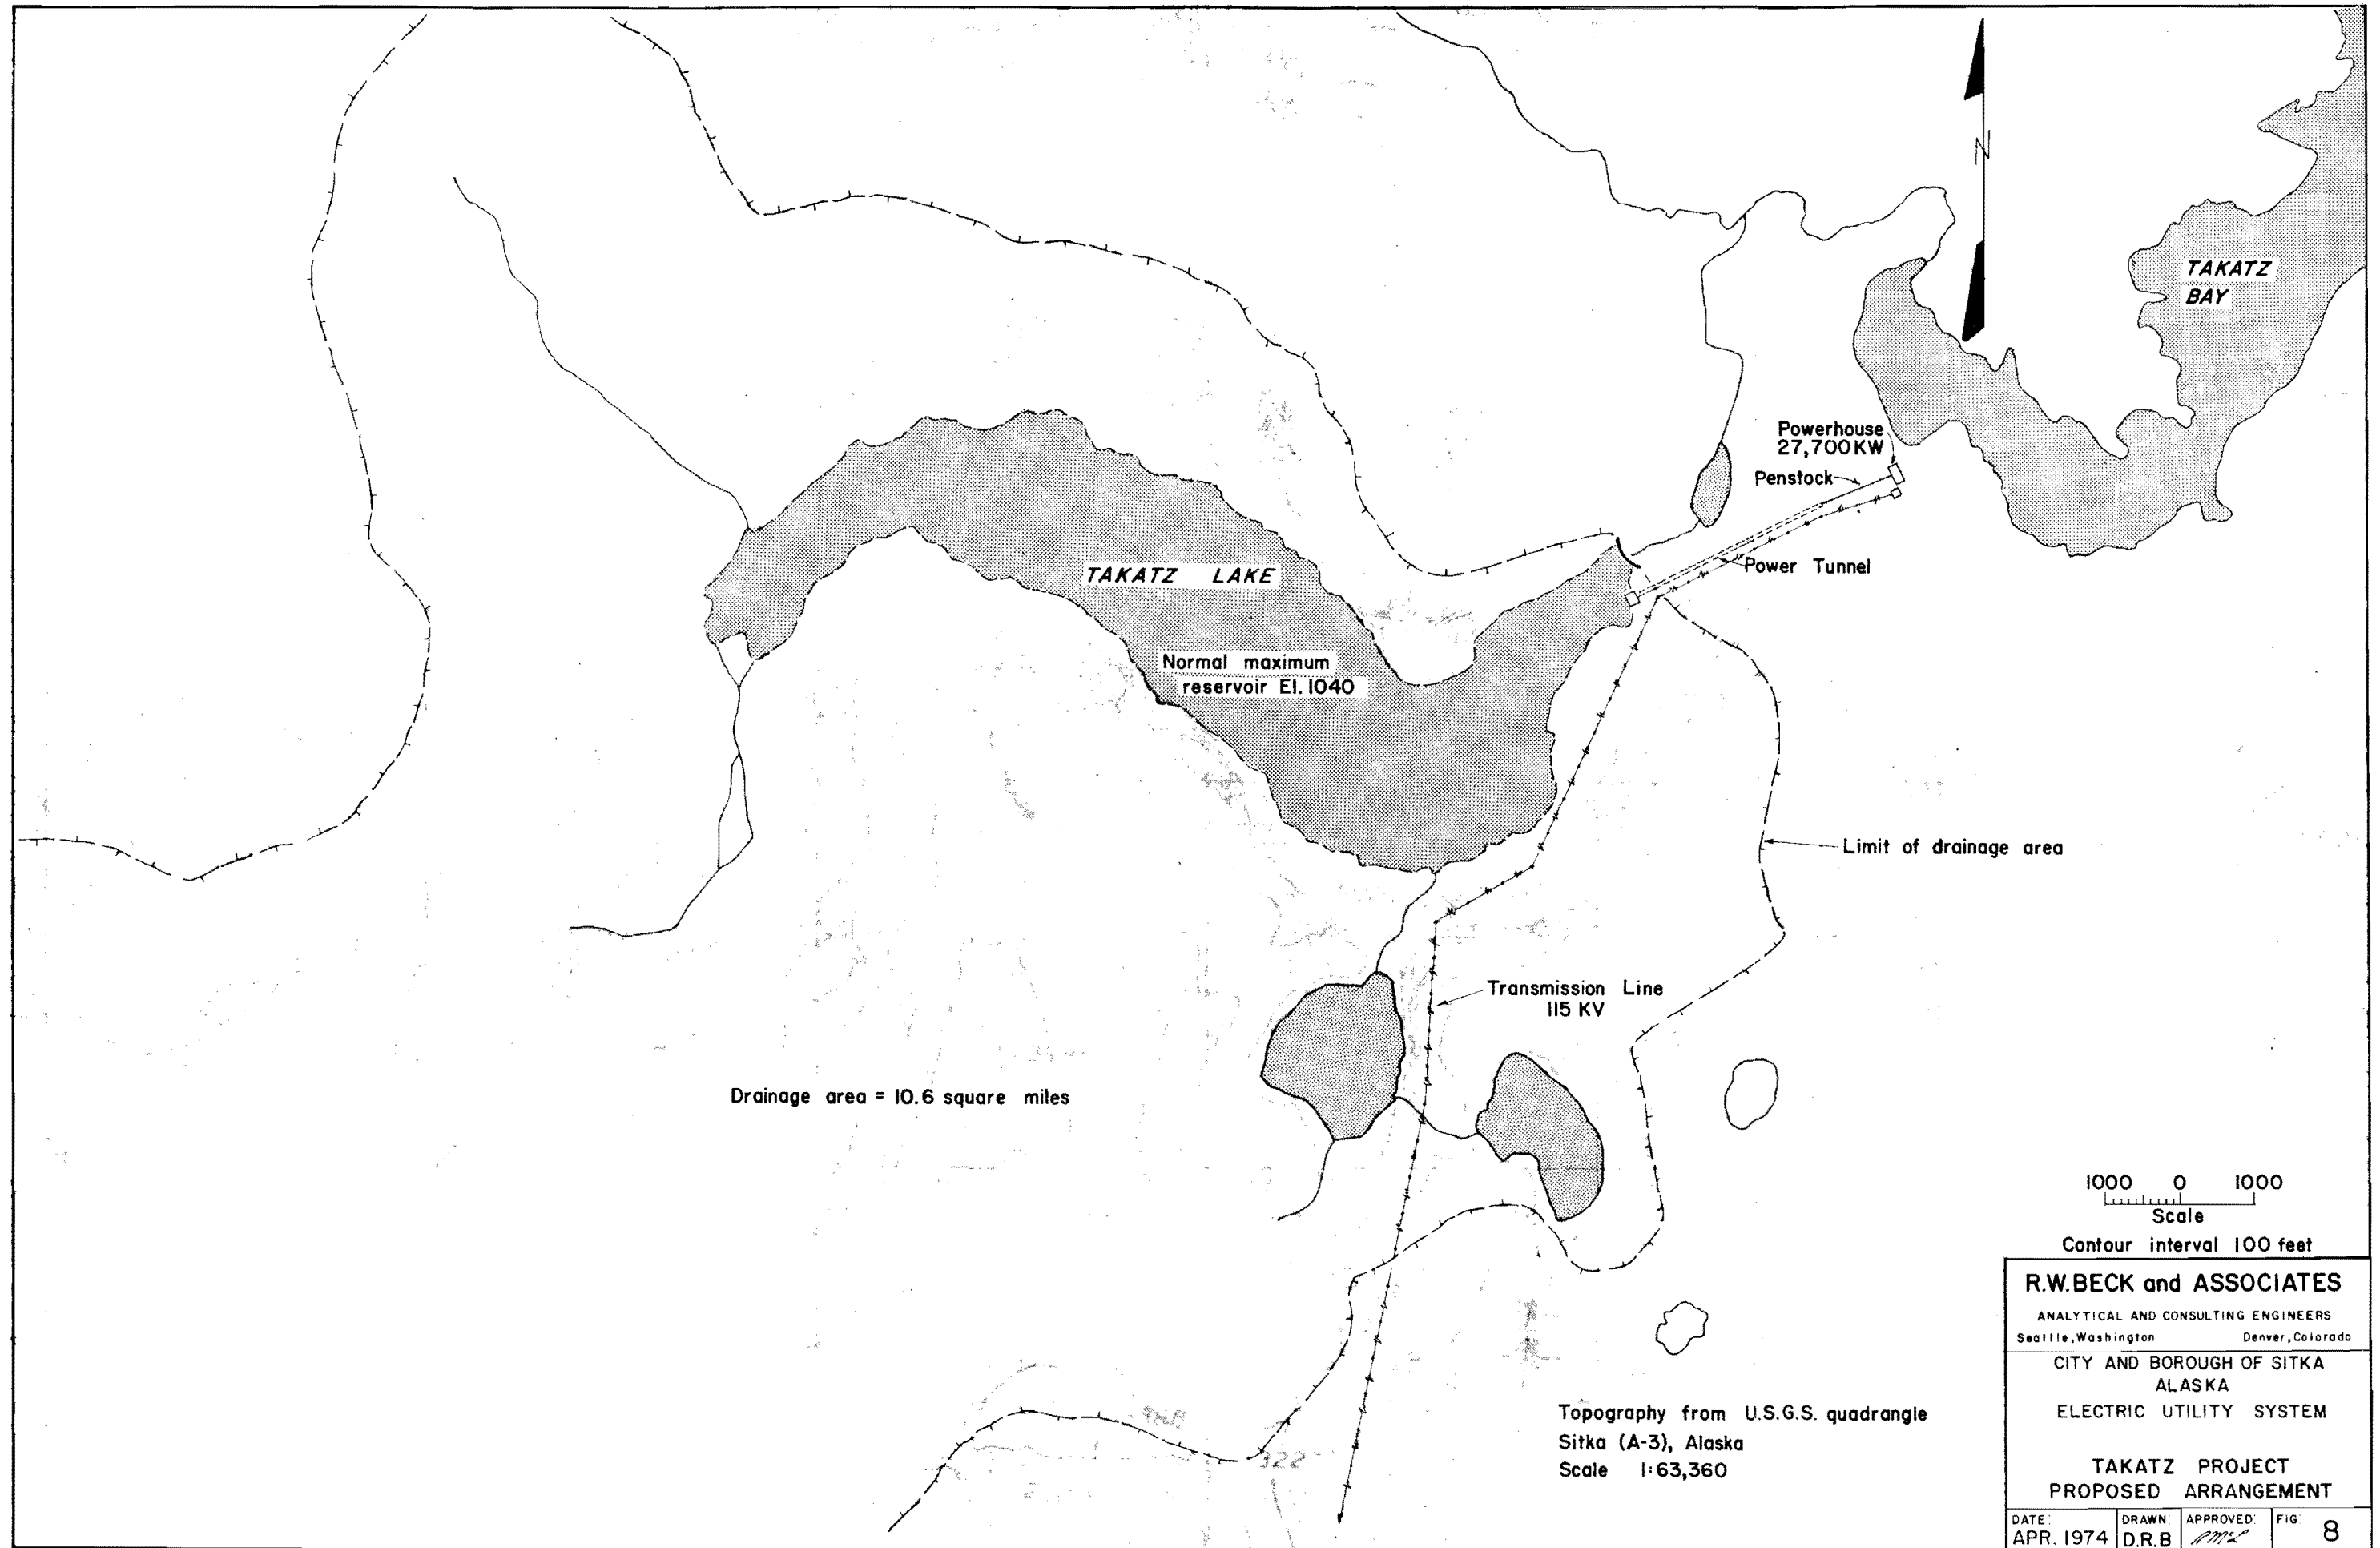 N
TAKATZ
BAY
Powerhouse
27,700 KW
Penstock
Power Tunnel
TAKATZ LAKE
Normal maximum
reservoir El. 1040
Limit of drainage area
Transmission Line
115 KV
Drainage area = 10.6 square miles
1000 0 1000
Scale
Contour interval 100 feet
Topography from U.S.G.S. quadrangle
Sitka (A-3), Alaska
Scale 1:63,360
R.W. BECK and ASSOCIATES
ANALYTICAL AND CONSULTING ENGINEERS
Seattle, Washington Denver, Colorado
CITY AND BOROUGH OF SITKA
ALASKA
ELECTRIC UTILITY SYSTEM
TAKATZ PROJECT
PROPOSED ARRANGEMENT
DATE: DRAWN: APPROVED: FIG:
APR. 1974 D.R.B 8